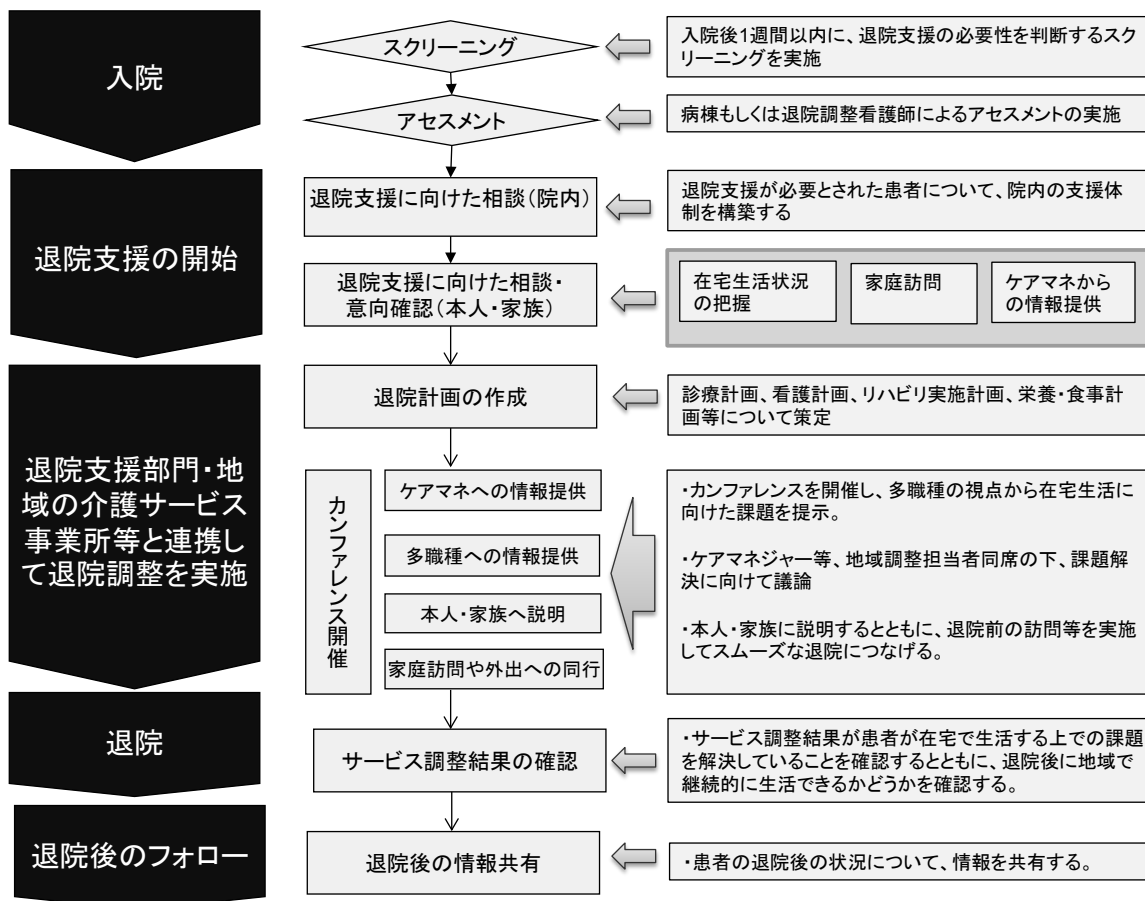 入院
スクリーニング
入院後1週間以内に、退院支援の必要性を判断するスク
リーニングを実施
アセスメント
病棟もしくは退院調整看護師によるアセスメントの実施
退院支援の開始
退院支援に向けた相談(院内)
退院支援が必要とされた患者について、院内の支援体
制を構築する
退院支援に向けた相談・
意向確認(本人・家族)
在宅生活状況
の把握
家庭訪問
ケアマネから
の情報提供
退院支援部門・地
域の介護サービス
事業所等と連携し
て退院調整を実施
退院計画の作成
診療計画、看護計画、リハビリ実施計画、栄養・食事計
画等について策定
カンファレンス開催
ケアマネへの情報提供
多職種への情報提供
本人・家族へ説明
家庭訪問や外出への同行
・カンファレンスを開催し、多職種の視点から在宅生活に
向けた課題を提示。
・ケアマネジャー等、地域調整担当者同席の下、課題解
決に向けて議論
・本人・家族に説明するとともに、退院前の訪問等を実施
してスムーズな退院につなげる。
退院
サービス調整結果の確認
・サービス調整結果が患者が在宅で生活する上での課題
を解決していることを確認するとともに、退院後に地域で
継続的に生活できるかどうかを確認する。
退院後のフォロー
退院後の情報共有
・患者の退院後の状況について、情報を共有する。